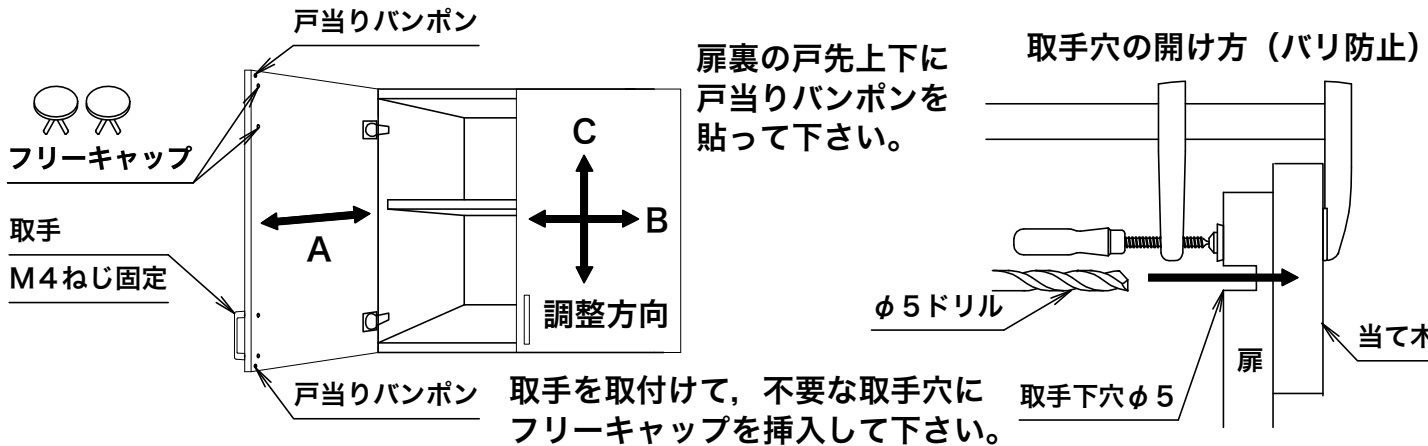 戸当りバンポン
フリーキャップ
取手
M4ねじ固定
A
C
B
調整方向
戸当りバンポン
扉裏の戸先上下に
戸当りバンポンを
貼って下さい。
取手を取付けて，不要な取手穴に
フリーキャップを挿入して下さい。
取手穴の開け方（バリ防止）
φ5ドリル
取手下穴φ5
扉
当て木